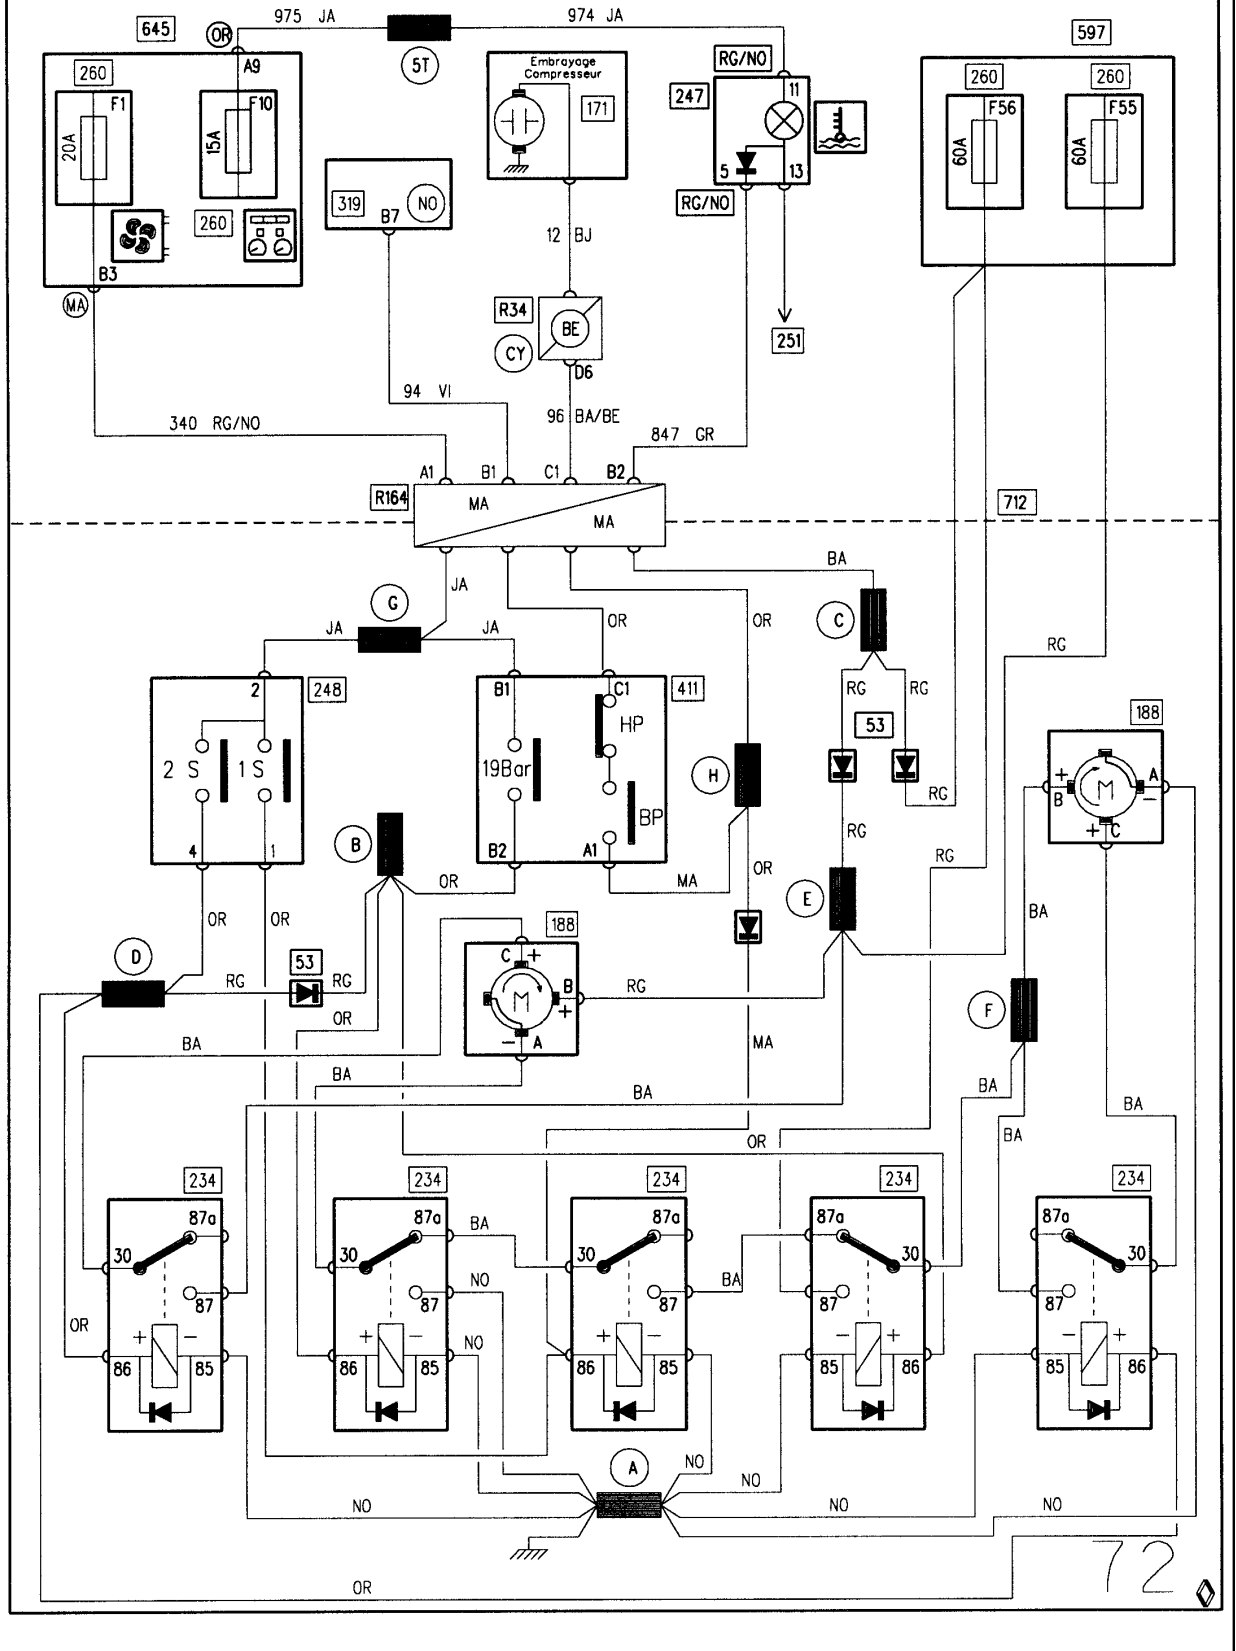 975 JA
974 JA
645
OR
5T
597
A9
260
F1
20A
F10
15A
260
B3
MA
Embrayage
Compresseur
171
319
NO
B7
RG/NO
247
11
5
13
RG/NO
251
260
260
F56
60A
F55
60A
12 BJ
R34
BE
CY
D6
94 VI
96 BA/BE
340 RG/NO
847 GR
A1
B1
C1
B2
R164
MA
MA
712
JA
BA
G
JA
JA
OR
OR
C
RG
2
248
B1
C1
411
RG
RG
53
188
2 S
1 S
19Bar
HP
BP
H
RG
+
B
M
A
−
+ C
4
1
B
B2
A1
RG
RG
OR
MA
OR
E
BA
OR
OR
188
D
RG
53
RG
C +
M
B
+
− A
RG
F
OR
BA
MA
BA
BA
BA
BA
BA
OR
234
234
234
234
234
87a
30
87
+ −
86
85
OR
87a
30
87
+ −
86
85
BA
NO
NO
87a
30
87
+ −
86
85
BA
87a
30
87
− +
85
86
87a
30
87
− +
85
86
A
NO
NO
NO
NO
NO
OR
72